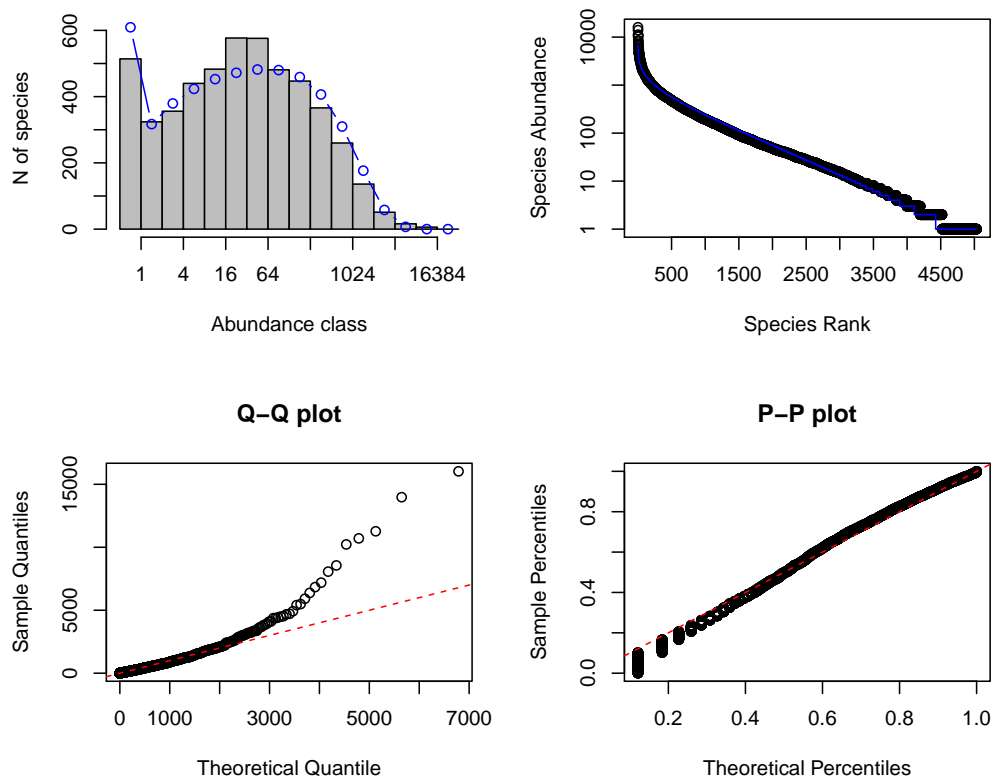 600
400
200
0
N of species
1 4 16 64 1024 16384
Abundance class
10000
100
10
1
Species Abundance
500 1500 2500 3500 4500
Species Rank
Q−Q plot
15000
5000
0
Sample Quantiles
0 1000 3000 5000 7000
Theoretical Quantile
P−P plot
0.8
0.4
0.0
Sample Percentiles
0.2 0.4 0.6 0.8 1.0
Theoretical Percentiles